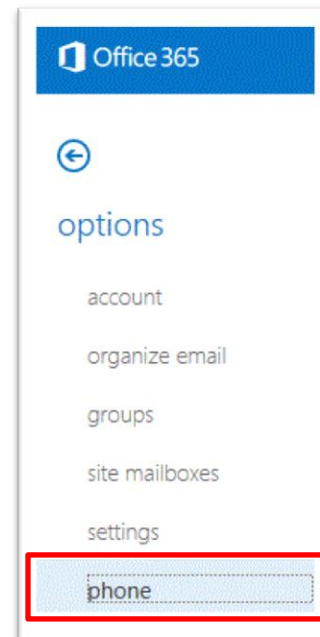 Office 365
options
account
organize email
groups
site mailboxes
settings
phone